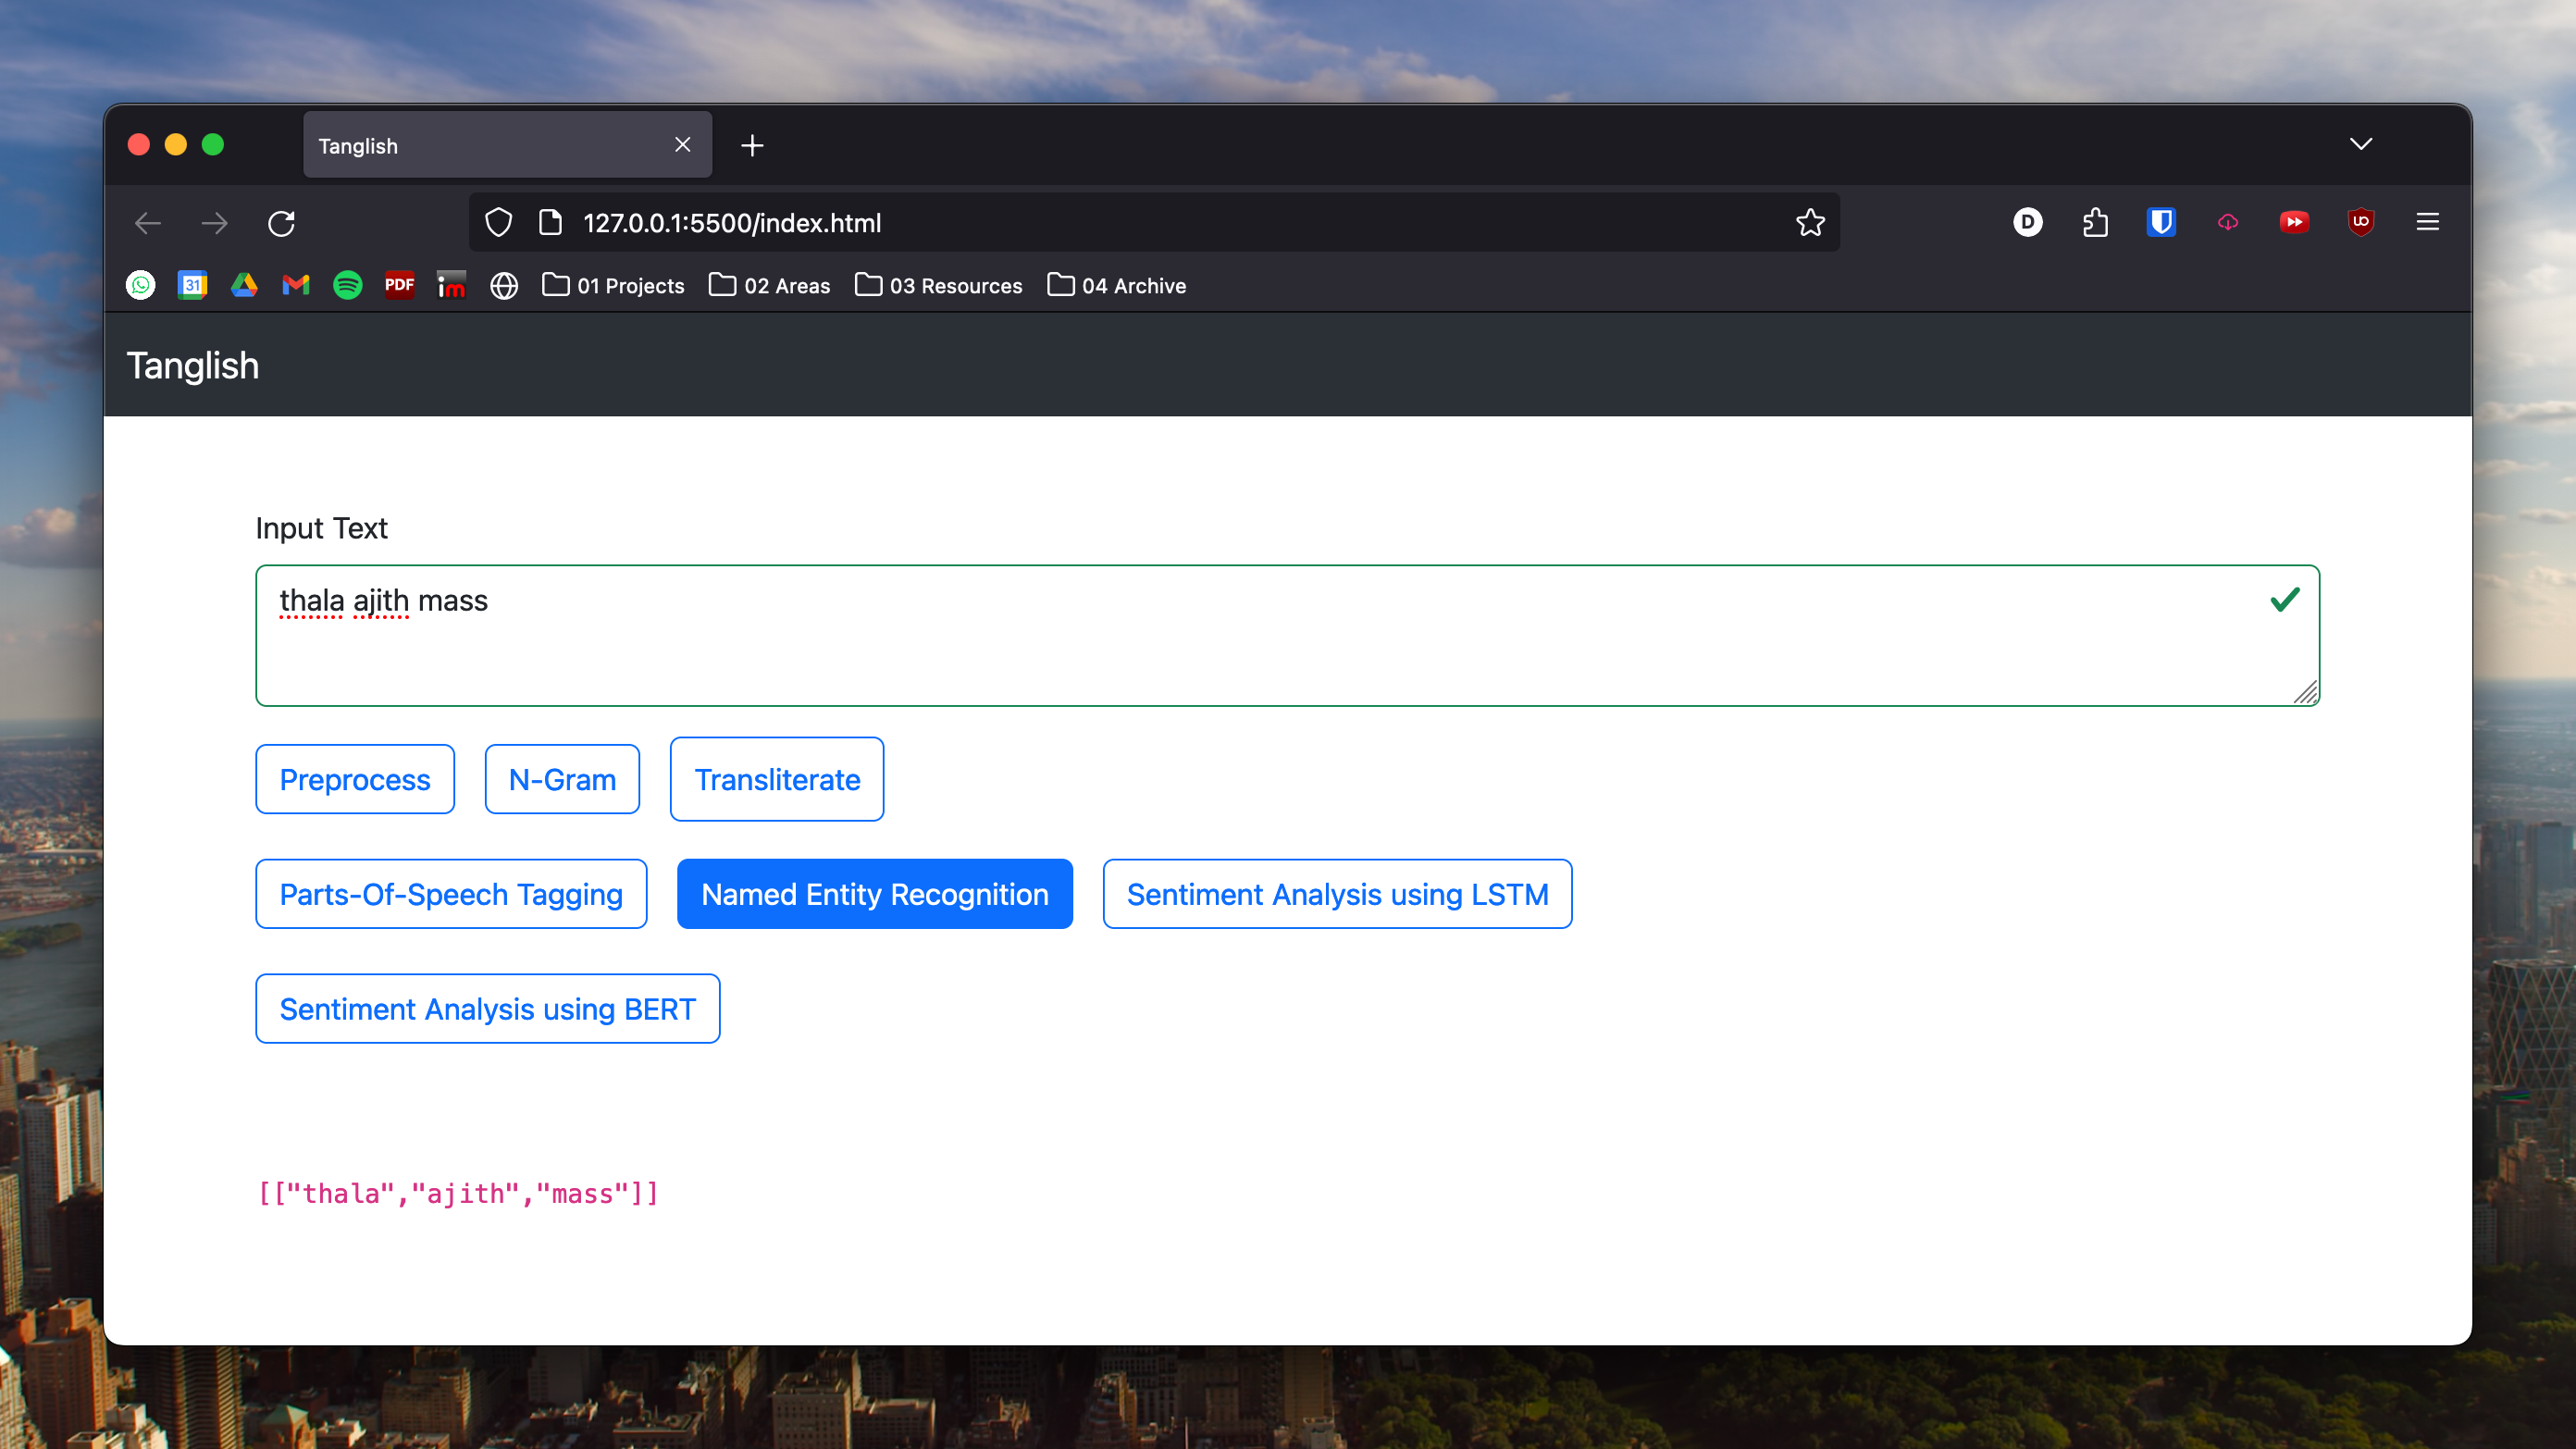 Tanglish
127.0.0.1:5500/index.html
D
UO
31
PDF
im
01 Projects
02 Areas
03 Resources
04 Archive
Tanglish
Input Text
thala ajith mass
Preprocess
N-Gram
Transliterate
Parts-Of-Speech Tagging
Named Entity Recognition
Sentiment Analysis using LSTM
Sentiment Analysis using BERT
[["thala","ajith","mass"]]